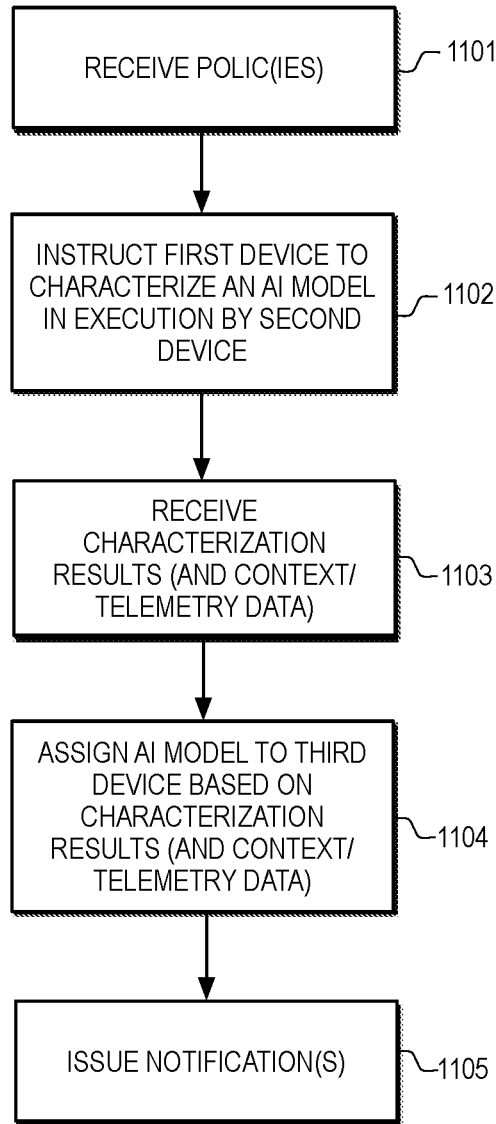 RECEIVE POLIC(IES)
1101
INSTRUCT FIRST DEVICE TO
CHARACTERIZE AN AI MODEL
IN EXECUTION BY SECOND
DEVICE
1102
RECEIVE
CHARACTERIZATION
RESULTS (AND CONTEXT/
TELEMETRY DATA)
1103
ASSIGN AI MODEL TO THIRD
DEVICE BASED ON
CHARACTERIZATION
RESULTS (AND CONTEXT/
TELEMETRY DATA)
1104
ISSUE NOTIFICATION(S)
1105